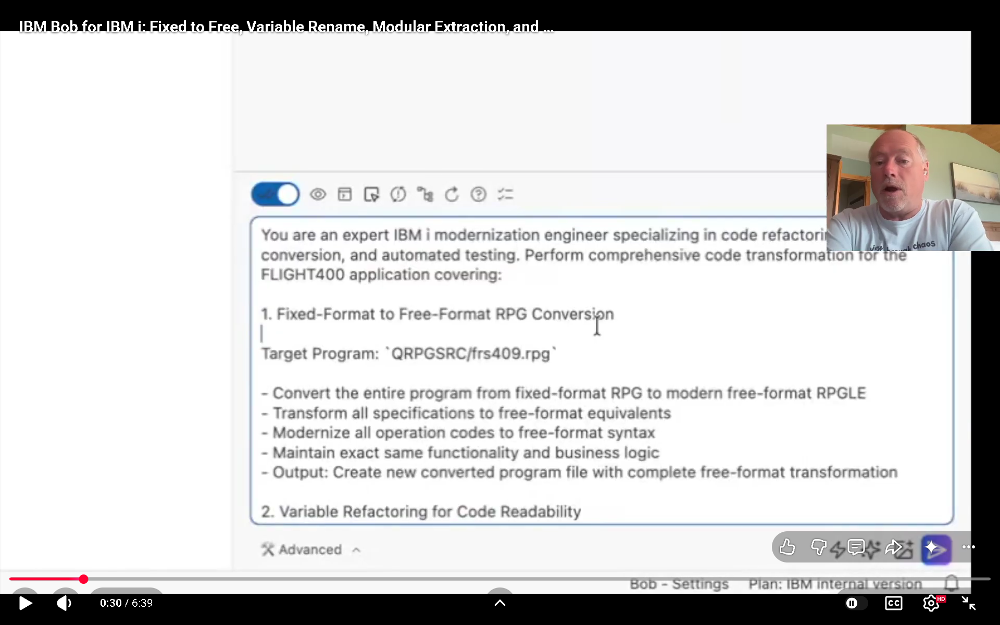 IBM Bob for IBM i: Fixed to Free, Variable Rename, Modular Extraction, and ...
You are an expert IBM i modernization engineer specializing in code
conversion, and automated testing. Perform comprehensive code transformation for the
FLIGHT400 application covering:
1. Fixed-Format to Free-Format RPG Conversion
Target Program: `QRPGSRC/frs409.rpg`
- Convert the entire program from fixed-format RPG to modern free-format RPGLE
- Transform all specifications to free-format equivalents
- Modernize all operation codes to free-format syntax
- Maintain exact same functionality and business logic
- Output: Create new converted program file with complete free-format transformation
2. Variable Refactoring for Code Readability
Advanced
Bob - Settings Plan: IBM internal version
0:30 / 6:39
CC
HD
joy through chaos